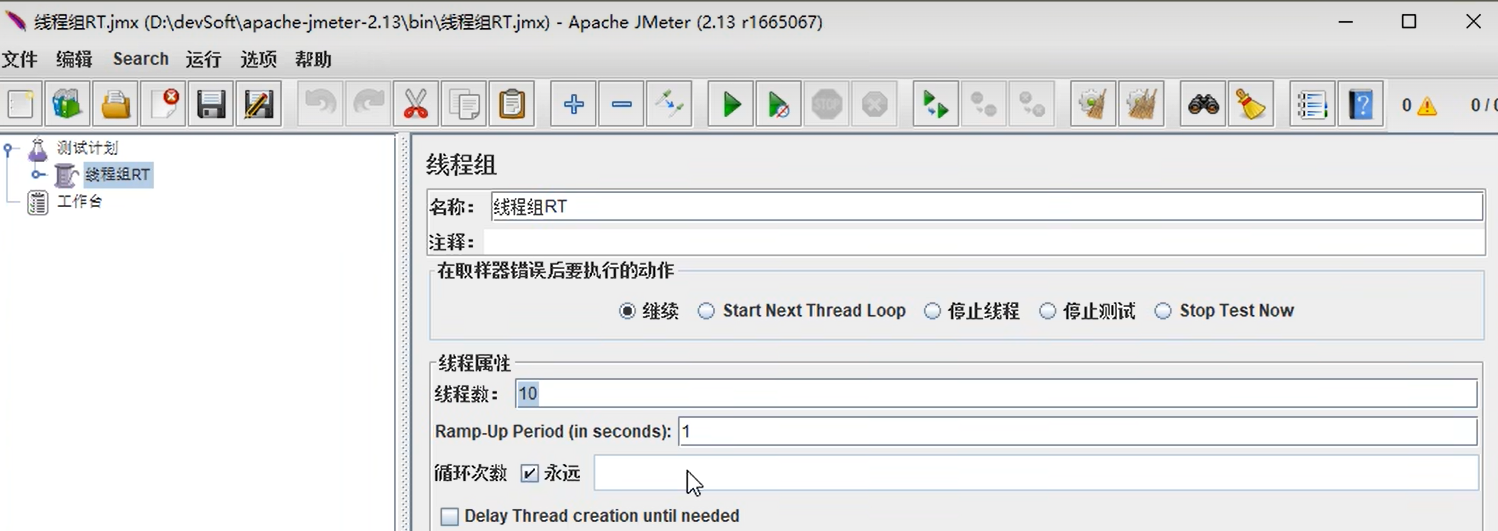 线程组RT.jmx (D:\devSoft\apache-jmeter-2.13\bin\线程组RT.jmx) - Apache JMeter (2.13 r1665067)
文件 编辑 Search 运行 选项 帮助
STOP ? 0 ! 0 / 0
测试计划
线程组RT
工作台
线程组
名称： 线程组RT
注释：
在取样器错误后要执行的动作
继续 Start Next Thread Loop 停止线程 停止测试 Stop Test Now
线程属性
线程数： 10
Ramp-Up Period (in seconds): 1
循环次数 永远
Delay Thread creation until needed